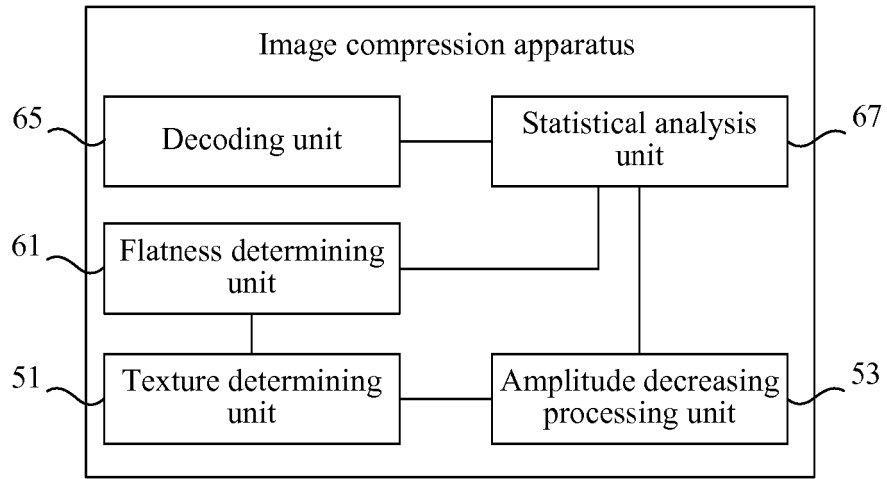 Image compression apparatus
65
Decoding unit
Statistical analysis
unit
67
61
Flatness determining
unit
51
Texture determining
unit
Amplitude decreasing
processing unit
53